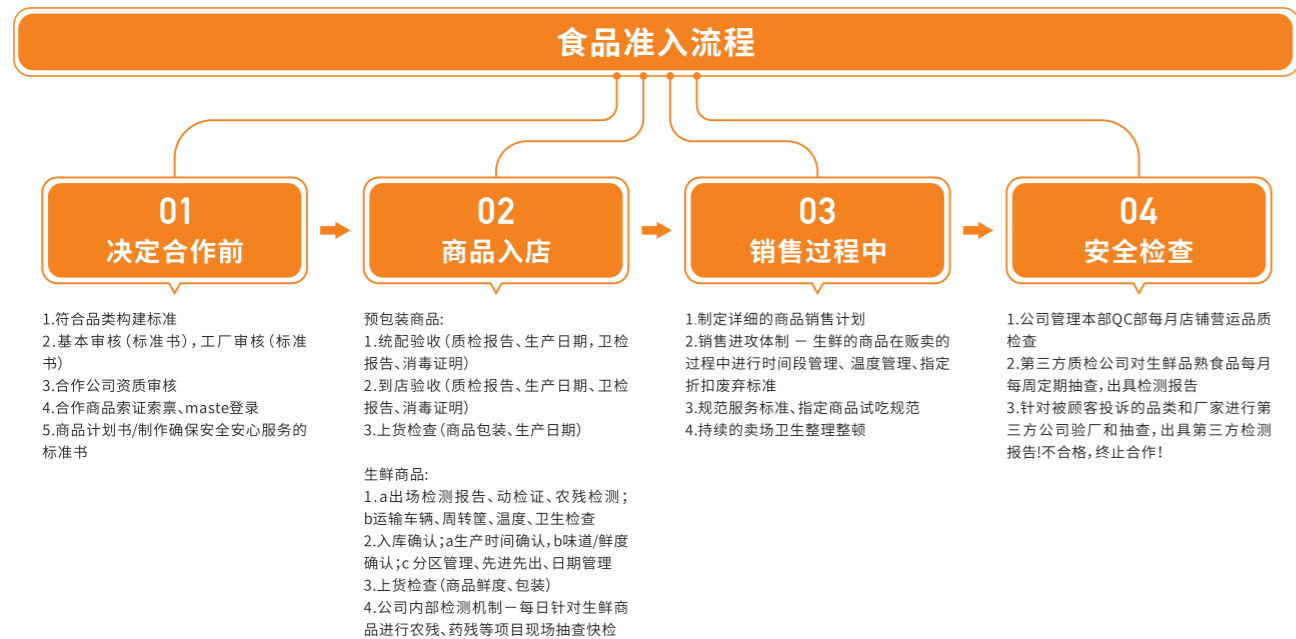 食品准入流程
01
决定合作前
1.符合品类构建标准
2.基本审核(标准书),工厂审核(标准
书)
3.合作公司资质审核
4.合作商品索证索票、maste登录
5.商品计划书/制作确保安全安心服务的
标准书
02
商品入店
预包装商品:
1.统配验收(质检报告、生产日期,卫检
报告、消毒证明)
2.到店验收(质检报告、生产日期、卫检
报告、消毒证明)
3.上货检查(商品包装、生产日期)
生鲜商品:
1.a出场检测报告、动检证、农残检测;
b运输车辆、周转筐、温度、卫生检查
2.入库确认;a生产时间确认,b味道/鲜度
确认;c 分区管理、先进先出、日期管理
3.上货检查(商品鲜度、包装)
4.公司内部检测机制－每日针对生鲜商
品进行农残、药残等项目现场抽查快检
03
销售过程中
1.制定详细的商品销售计划
2.销售进攻体制 － 生鲜的商品在贩卖的
过程中进行时间段管理、温度管理、指定
折扣废弃标准
3.规范服务标准、指定商品试吃规范
4.持续的卖场卫生整理整顿
04
安全检查
1.公司管理本部QC部每月店铺营运品质
检查
2.第三方质检公司对生鲜品熟食品每月
每周定期抽查,出具检测报告
3.针对被顾客投诉的品类和厂家进行第
三方公司验厂和抽查,出具第三方检测
报告!不合格,终止合作!